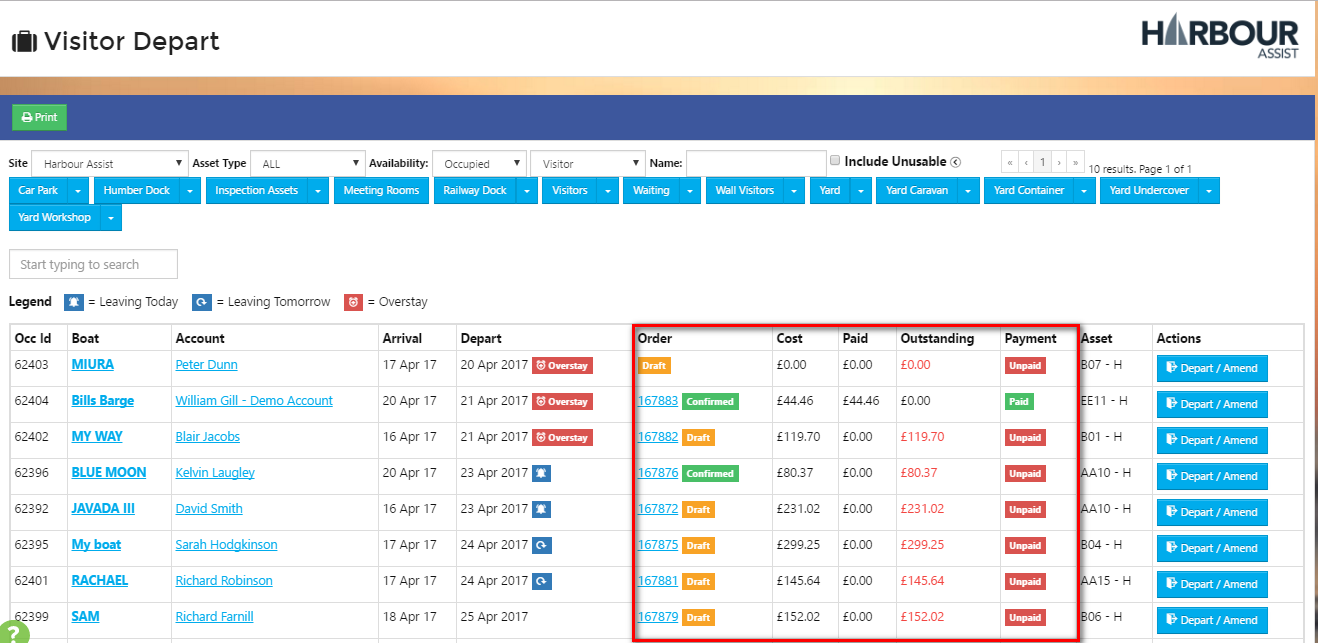 Visitor Depart
HARBOUR
ASSIST
Print
Site Harbour Assist Asset Type ALL Availability: Occupied Visitor Name: Include Unusable « ‹ 1 › » 10 results. Page 1 of 1
Car Park Humber Dock Inspection Assets Meeting Rooms Railway Dock Visitors Waiting Wall Visitors Yard Yard Caravan Yard Container Yard Undercover
Yard Workshop
Start typing to search
Legend = Leaving Today = Leaving Tomorrow = Overstay
Occ Id Boat Account Arrival Depart Order Cost Paid Outstanding Payment Asset Actions
62403 MIURA Peter Dunn 17 Apr 17 20 Apr 2017 Overstay Draft £0.00 £0.00 £0.00 Unpaid B07 - H Depart / Amend
62404 Bills Barge William Gill - Demo Account 20 Apr 17 21 Apr 2017 Overstay 167883 Confirmed £44.46 £44.46 £0.00 Paid EE11 - H Depart / Amend
62402 MY WAY Blair Jacobs 16 Apr 17 21 Apr 2017 Overstay 167882 Draft £119.70 £0.00 £119.70 Unpaid B01 - H Depart / Amend
62396 BLUE MOON Kelvin Laugley 20 Apr 17 23 Apr 2017 167876 Confirmed £80.37 £0.00 £80.37 Unpaid AA10 - H Depart / Amend
62392 JAVADA III David Smith 16 Apr 17 23 Apr 2017 167872 Draft £231.02 £0.00 £231.02 Unpaid AA10 - H Depart / Amend
62395 My boat Sarah Hodgkinson 17 Apr 17 24 Apr 2017 167875 Draft £299.25 £0.00 £299.25 Unpaid B04 - H Depart / Amend
62401 RACHAEL Richard Robinson 17 Apr 17 24 Apr 2017 167881 Draft £145.64 £0.00 £145.64 Unpaid AA15 - H Depart / Amend
62399 SAM Richard Farnill 18 Apr 17 25 Apr 2017 167879 Draft £152.02 £0.00 £152.02 Unpaid B06 - H Depart / Amend
?